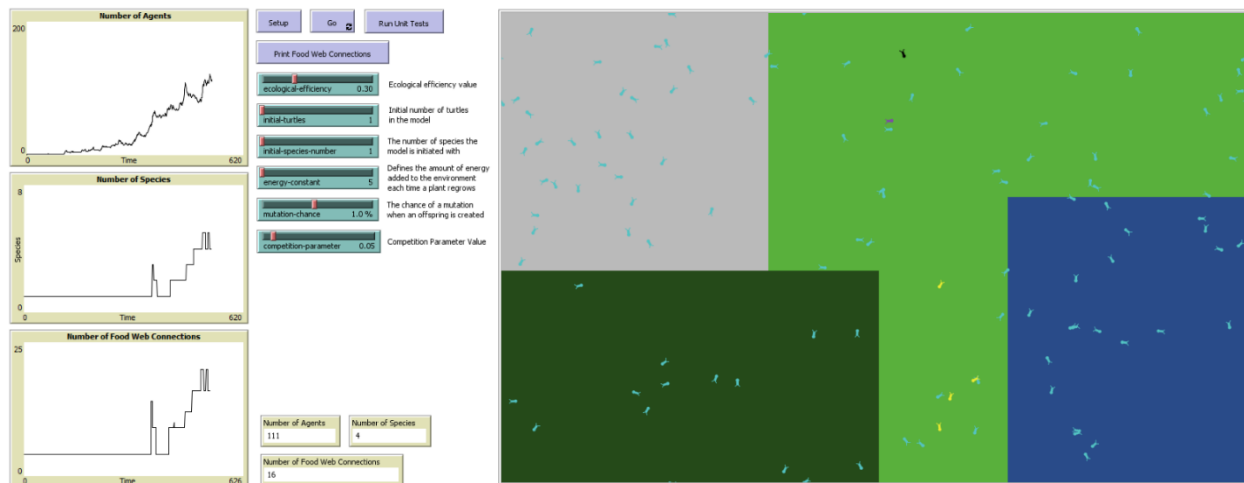 Number of Agents
200
0
0
Time
620
Number of Species
8
Species
0
0
Time
620
Number of Food Web Connections
25
0
0
Time
626
Setup
Go
Run Unit Tests
Print Food Web Connections
ecological-efficiency 0.30
Ecological efficiency value
initial-turtles 1
Initial number of turtles
in the model
initial-species-number 1
The number of species the
model is initiated with
energy-constant 5
Defines the amount of energy
added to the environment
each time a plant regrows
mutation-chance 1.0 %
The chance of a mutation
when an offspring is created
competition-parameter 0.05
Competition Parameter Value
Number of Agents
111
Number of Species
4
Number of Food Web Connections
16